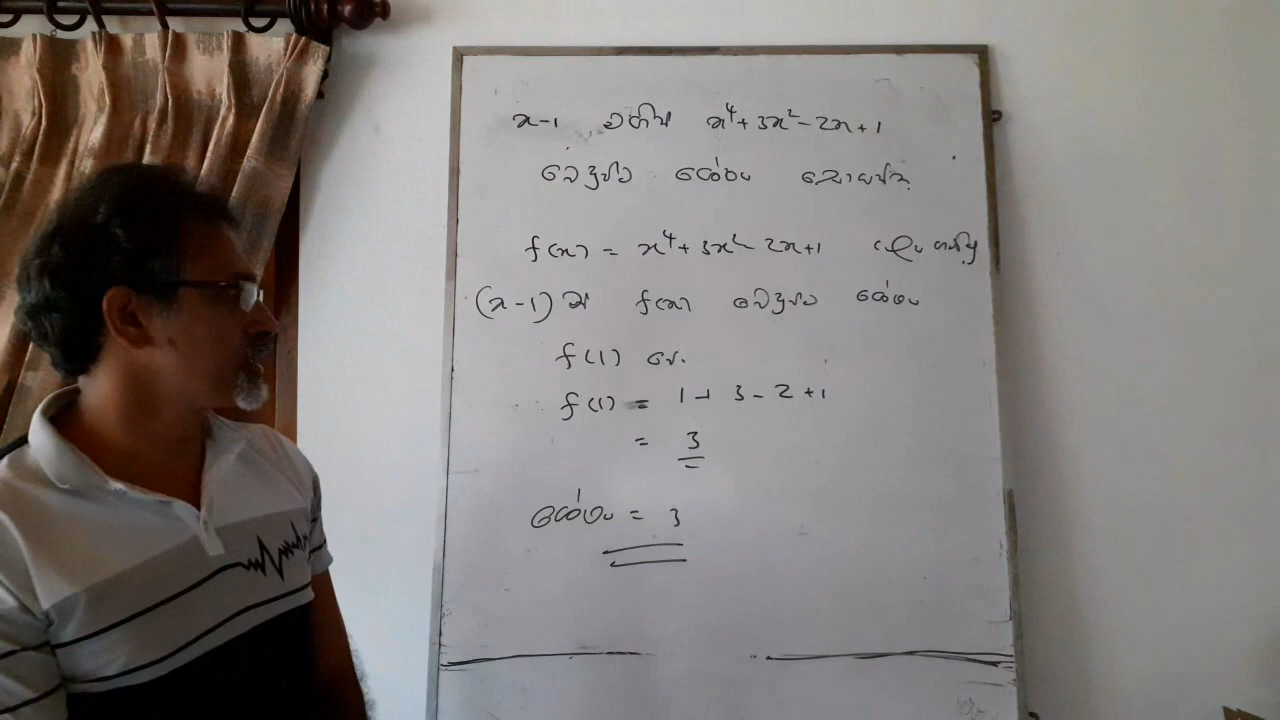 x-1 මගින් x⁴+3x²-2x+1
බෙදූවිට ශේෂය සොයන්න.
f(x) = x⁴+3x²-2x+1 යැයි ගනිමු
(x-1) න් f(x) බෙදූවිට ශේෂය
f(1) වේ.
f(1) = 1+3-2+1
= 3
ශේෂය = 3